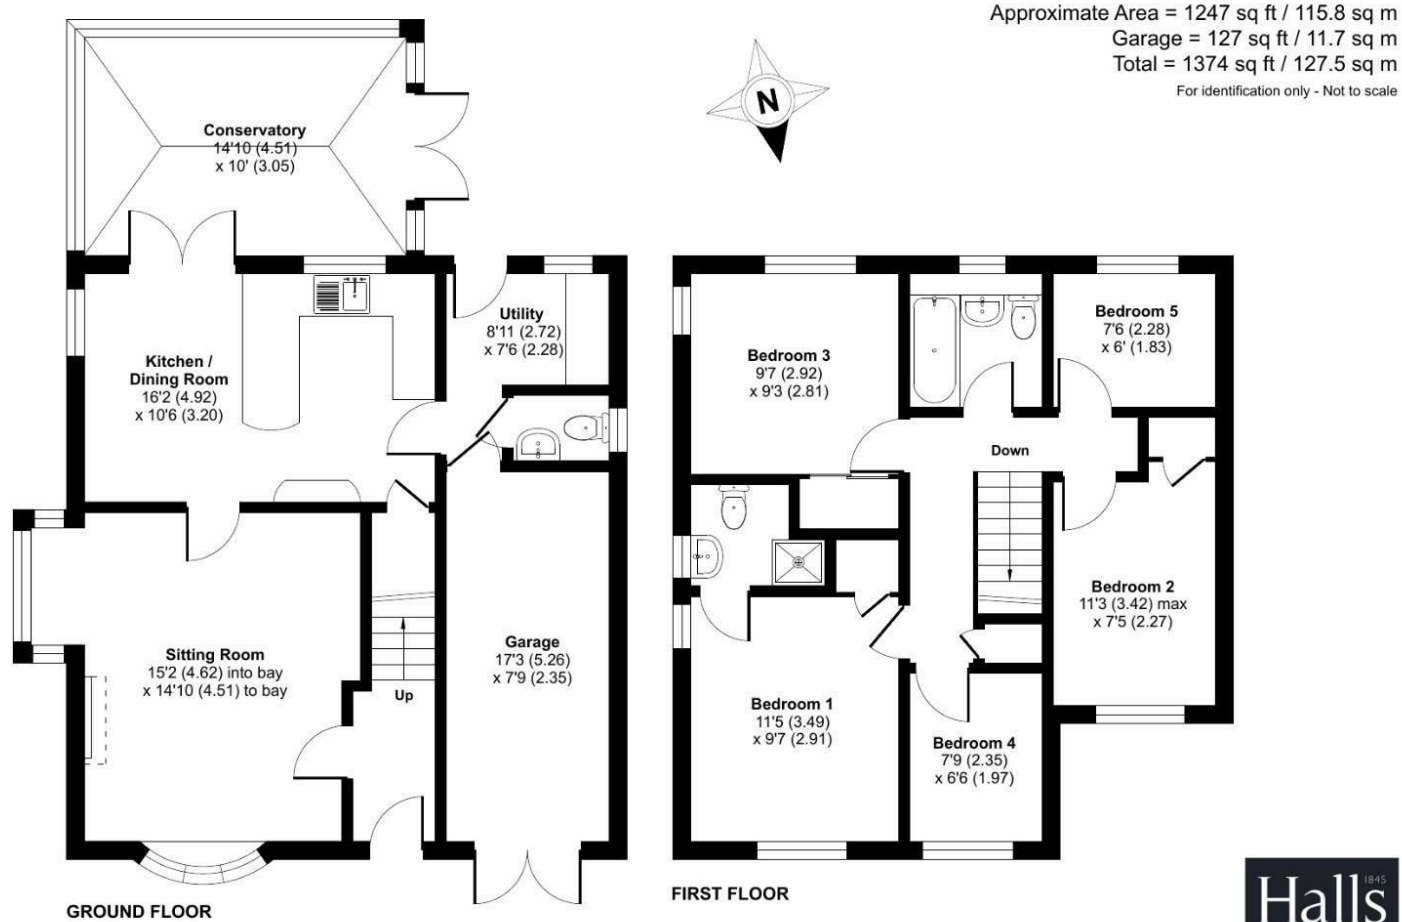 Approximate Area = 1247 sq ft / 115.8 sq m
Garage = 127 sq ft / 11.7 sq m
Total = 1374 sq ft / 127.5 sq m
For identification only - Not to scale
N
Conservatory
14'10 (4.51)
x 10' (3.05)
Kitchen /
Dining Room
16'2 (4.92)
x 10'6 (3.20)
Utility
8'11 (2.72)
x 7'6 (2.28)
Sitting Room
15'2 (4.62) into bay
x 14'10 (4.51) to bay
Up
Garage
17'3 (5.26)
x 7'9 (2.35)
GROUND FLOOR
Bedroom 3
9'7 (2.92)
x 9'3 (2.81)
Bedroom 5
7'6 (2.28)
x 6' (1.83)
Down
Bedroom 2
11'3 (3.42) max
x 7'5 (2.27)
Bedroom 1
11'5 (3.49)
x 9'7 (2.91)
Bedroom 4
7'9 (2.35)
x 6'6 (1.97)
FIRST FLOOR
1845
Halls